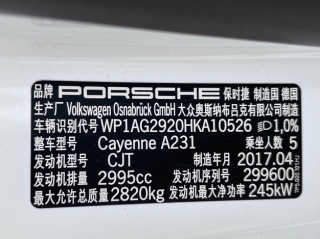 品牌 PORSCHE 保时捷 制造国 德国
生产厂 Volkswagen Osnabrück GmbH 大众奥斯纳布吕克有限公司制造
车辆识别代号 WP1AG2920HKA10526 1,0%
整车型号 Cayenne A231 乘坐人数 5
发动机型号 CJT 制造年月 2017.04
发动机排量 2995cc 发动机序列号 299600
最大允许总质量 2820kg 发动机最大净功率 245kW